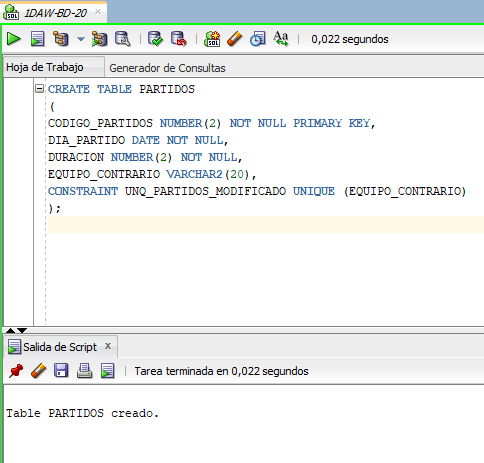 1DAW-BD-20
SQL
0,022 segundos
Hoja de Trabajo
Generador de Consultas
CREATE TABLE PARTIDOS
(
CODIGO_PARTIDOS NUMBER(2) NOT NULL PRIMARY KEY,
DIA_PARTIDO DATE NOT NULL,
DURACION NUMBER(2) NOT NULL,
EQUIPO_CONTRARIO VARCHAR2(20),
CONSTRAINT UNQ_PARTIDOS_MODIFICADO UNIQUE (EQUIPO_CONTRARIO)
);
Salida de Script x
Tarea terminada en 0,022 segundos
Table PARTIDOS creado.